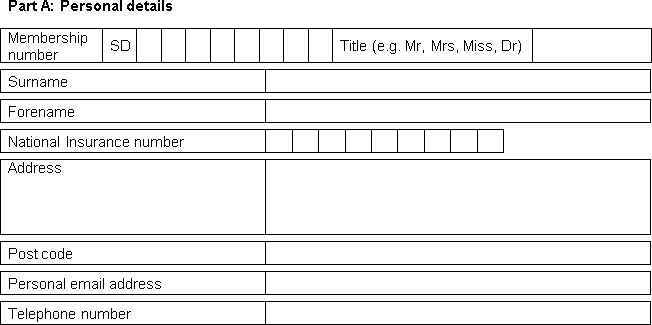 Part A: Personal details
Membership number SD Title (e.g. Mr, Mrs, Miss, Dr)
Surname
Forename
National Insurance number
Address
Post code
Personal email address
Telephone number